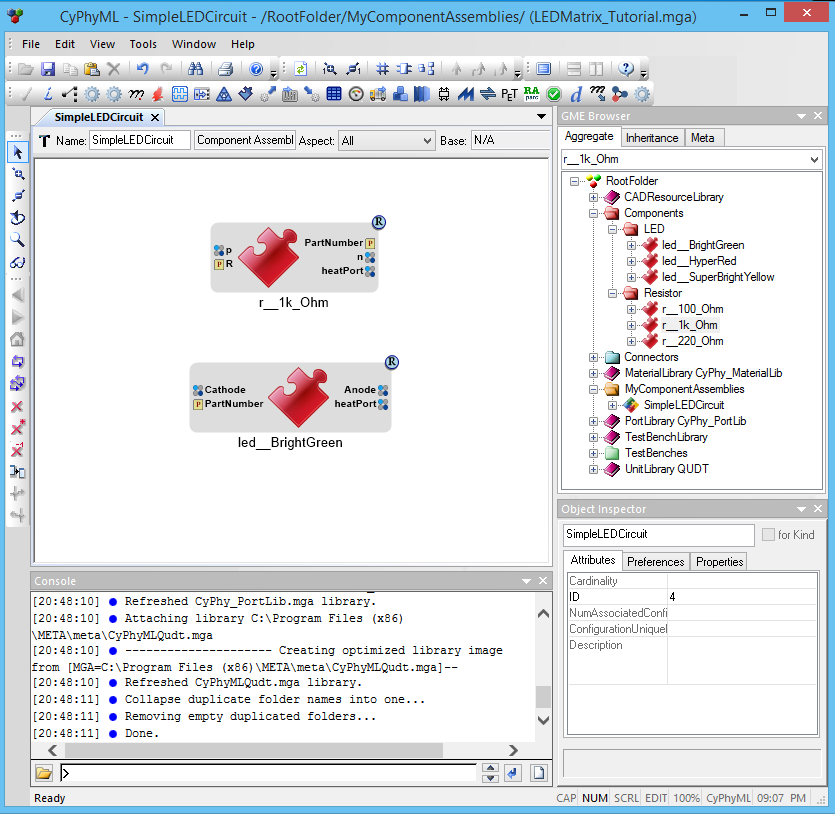 CyPhyML - SimpleLEDCircuit - /RootFolder/MyComponentAssemblies/ (LEDMatrix_Tutorial.mga)
File Edit View Tools Window Help
PET RA parc d
SimpleLEDCircuit
Name: SimpleLEDCircuit Component Assembl Aspect: All Base: N/A
R
p PartNumber P
P R n
heatPort
r__1k_Ohm
R
Cathode Anode
P PartNumber heatPort
led__BrightGreen
GME Browser
Aggregate Inheritance Meta
r__1k_Ohm
RootFolder
CADResourceLibrary
Components
LED
led__BrightGreen
led__HyperRed
led__SuperBrightYellow
Resistor
r__100_Ohm
r__1k_Ohm
r__220_Ohm
Connectors
MaterialLibrary CyPhy_MaterialLib
MyComponentAssemblies
SimpleLEDCircuit
PortLibrary CyPhy_PortLib
TestBenchLibrary
TestBenches
UnitLibrary QUDT
Object Inspector
SimpleLEDCircuit for Kind
Attributes Preferences Properties
Cardinality
ID 4
NumAssociatedConfi
ConfigurationUniqueI
Description
Console
[20:48:10] Refreshed CyPhy_PortLib.mga library.
[20:48:10] Attaching library C:\Program Files (x86)
\META\meta\CyPhyMLQudt.mga
[20:48:10] -------------------- Creating optimized library image
from [MGA=C:\Program Files (x86)\META\meta\CyPhyMLQudt.mga]--
[20:48:10] Refreshed CyPhyMLQudt.mga library.
[20:48:11] Collapse duplicate folder names into one...
[20:48:11] Removing empty duplicated folders...
[20:48:11] Done.
>
Ready CAP NUM SCRL EDIT 100% CyPhyML 09:07 PM